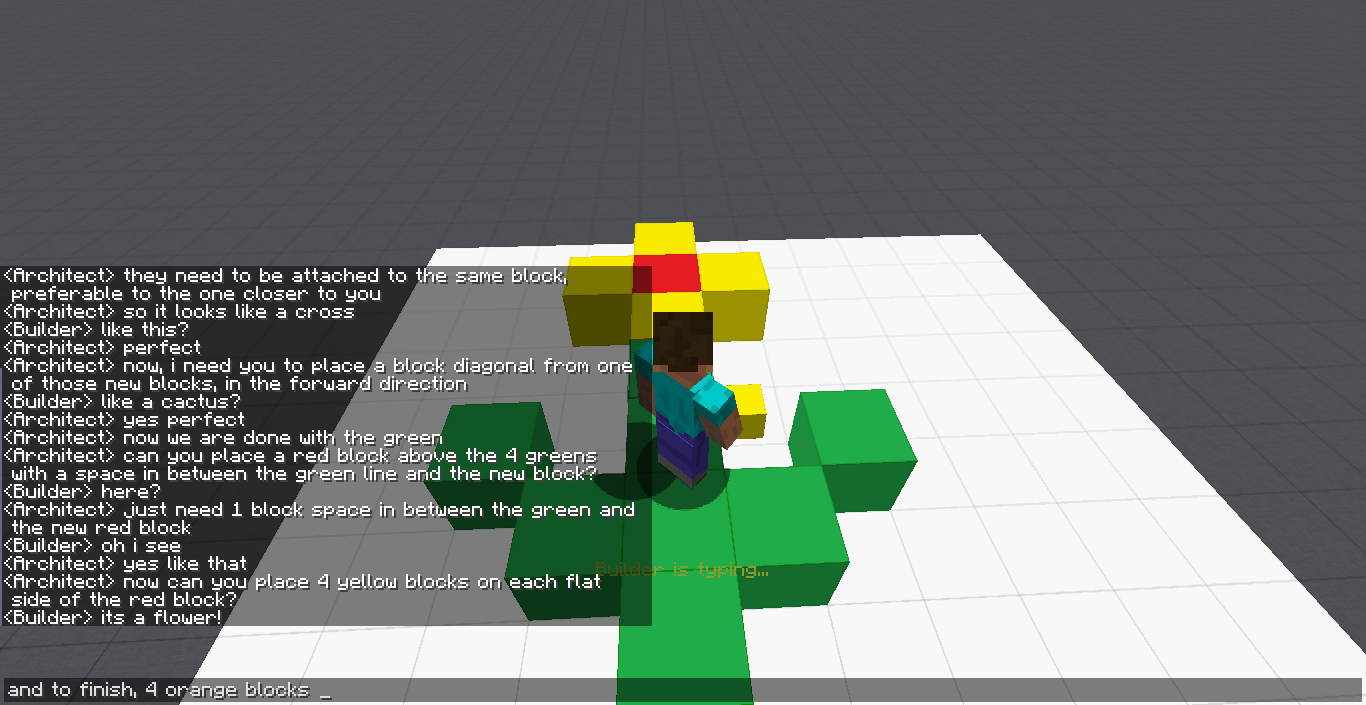 <Architect> they need to be attached to the same block,
preferable to the one closer to you
<Architect> so it looks like a cross
<Builder> like this?
<Architect> perfect
<Architect> now, i need you to place a block diagonal from one
of those new blocks, in the forward direction
<Builder> like a cactus?
<Architect> yes perfect
<Architect> now we are done with the green
<Architect> can you place a red block above the 4 greens
with a space in between the green line and the new block?
<Builder> here?
<Architect> just need 1 block space in between the green and
the new red block
<Builder> oh i see
<Architect> yes like that
<Architect> now can you place 4 yellow blocks on each flat
side of the red block?
<Builder> its a flower!
Builder is typing...
and to finish, 4 orange blocks _